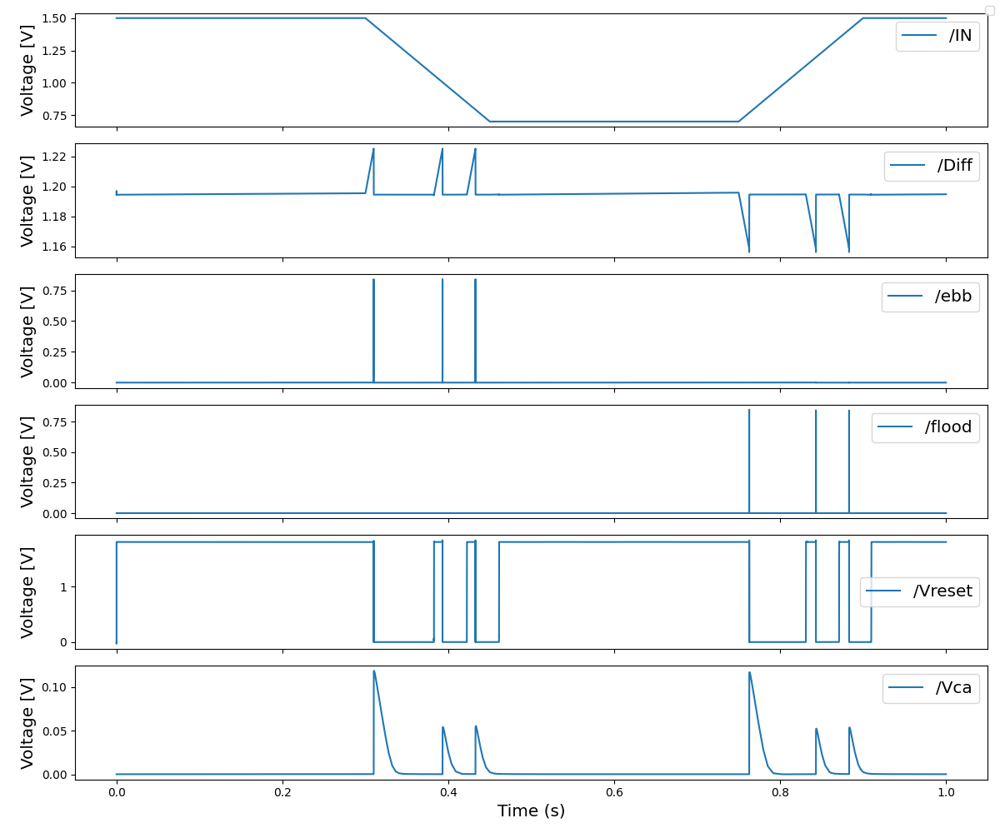 1.50
1.25
1.00
0.75
Voltage [V]
/IN
1.22
1.20
1.18
1.16
Voltage [V]
/Diff
0.75
0.50
0.25
0.00
Voltage [V]
/ebb
0.75
0.50
0.25
0.00
Voltage [V]
/flood
1
0
Voltage [V]
/Vreset
0.10
0.05
0.00
Voltage [V]
/Vca
0.0 0.2 0.4 0.6 0.8 1.0
Time (s)